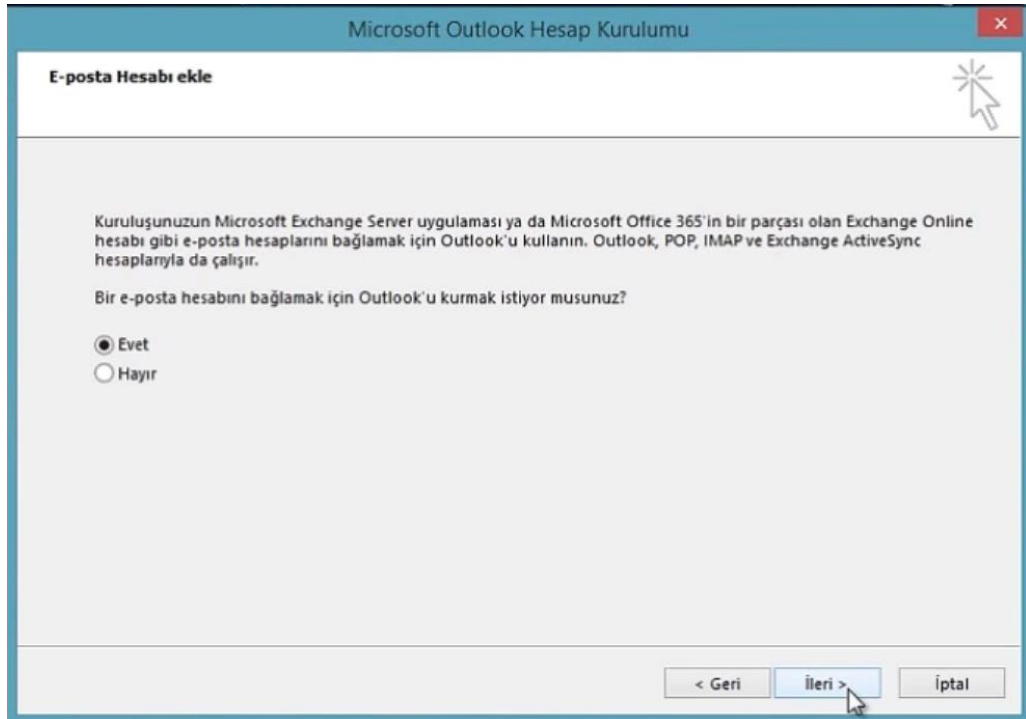 Microsoft Outlook Hesap Kurulumu
E-posta Hesabı ekle
Kuruluşunuzun Microsoft Exchange Server uygulaması ya da Microsoft Office 365'in bir parçası olan Exchange Online
hesabı gibi e-posta hesaplarını bağlamak için Outlook'u kullanın. Outlook, POP, IMAP ve Exchange ActiveSync
hesaplarıyla da çalışır.
Bir e-posta hesabını bağlamak için Outlook'u kurmak istiyor musunuz?
Evet
Hayır
< Geri İleri > İptal